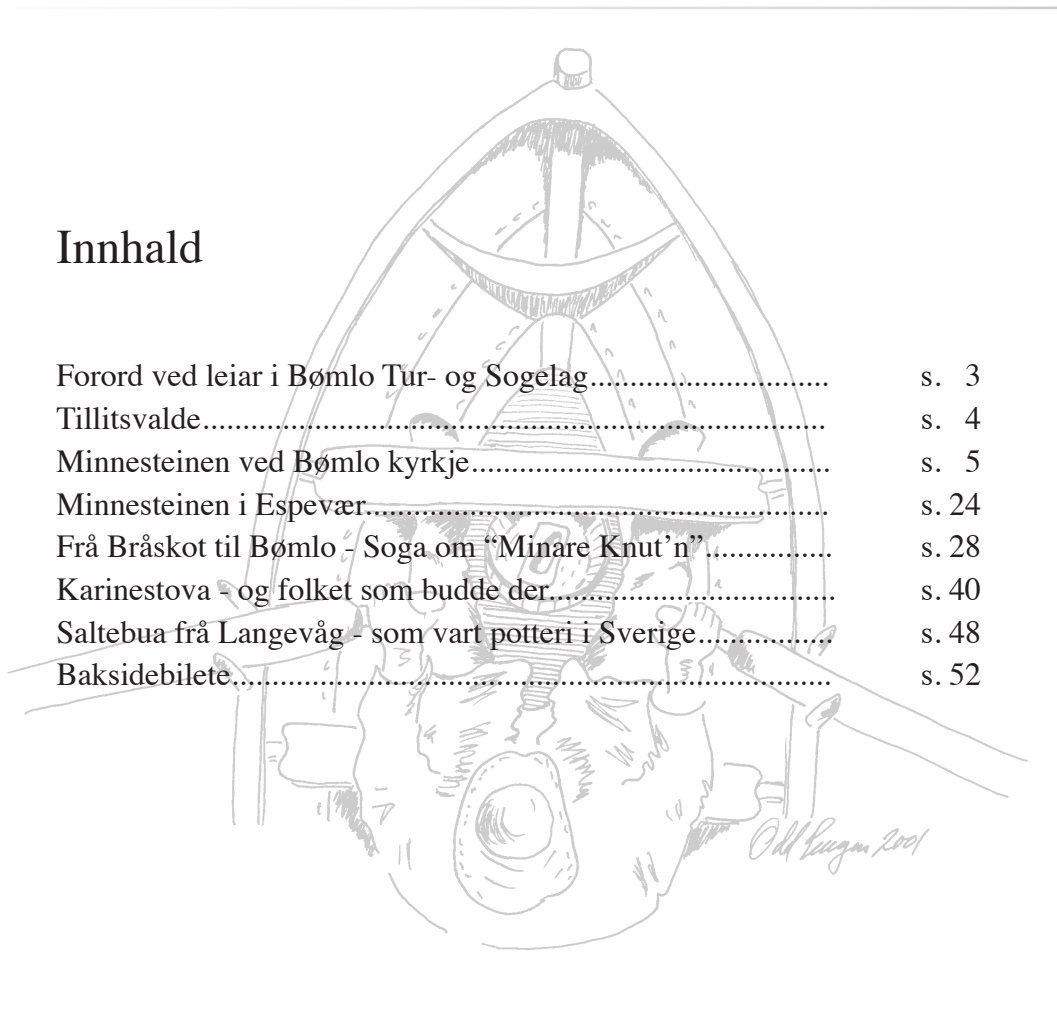 Innhald
Forord ved leiar i Bømlo Tur- og Sogelag.............................. s. 3
Tillitsvalde.............................................................................. s. 4
Minnesteinen ved Bømlo kyrkje............................................. s. 5
Minnesteinen i Espevær.......................................................... s. 24
Frå Bråskot til Bømlo - Soga om “Minare Knut’n”................ s. 28
Karinestova - og folket som budde der.................................... s. 40
Saltebua frå Langevåg - som vart potteri i Sverige................. s. 48
Baksidebilete........................................................................... s. 52
Odd 2001